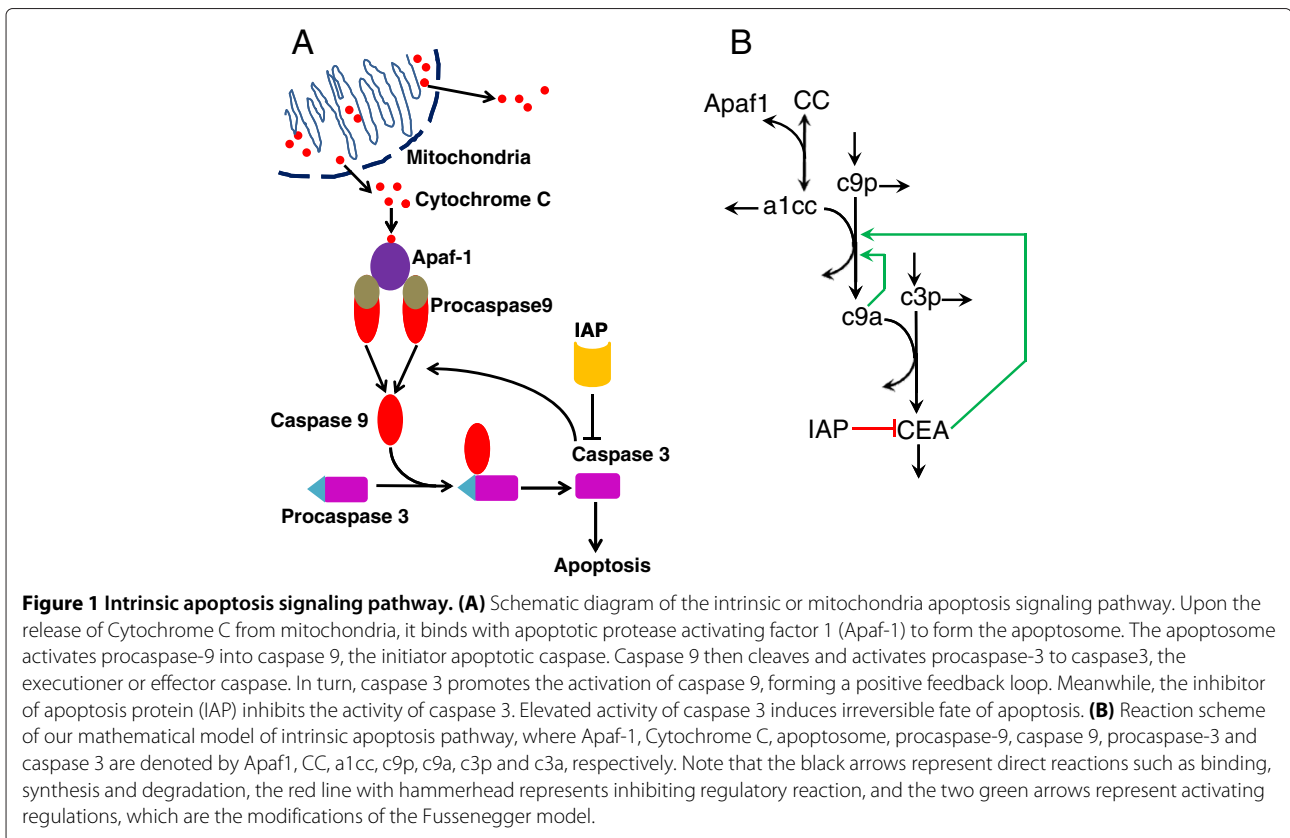 A
Mitochondria
Cytochrome C
Apaf-1
Procaspase9
IAP
Caspase 9
Caspase 3
Procaspase 3
Apoptosis
B
Apaf1
CC
c9p
a1cc
c3p
c9a
IAP
CEA
Figure 1 Intrinsic apoptosis signaling pathway. (A) Schematic diagram of the intrinsic or mitochondria apoptosis signaling pathway. Upon the
release of Cytochrome C from mitochondria, it binds with apoptotic protease activating factor 1 (Apaf-1) to form the apoptosome. The apoptosome
activates procaspase-9 into caspase 9, the initiator apoptotic caspase. Caspase 9 then cleaves and activates procaspase-3 to caspase3, the
executioner or effector caspase. In turn, caspase 3 promotes the activation of caspase 9, forming a positive feedback loop. Meanwhile, the inhibitor
of apoptosis protein (IAP) inhibits the activity of caspase 3. Elevated activity of caspase 3 induces irreversible fate of apoptosis. (B) Reaction scheme
of our mathematical model of intrinsic apoptosis pathway, where Apaf-1, Cytochrome C, apoptosome, procaspase-9, caspase 9, procaspase-3 and
caspase 3 are denoted by Apaf1, CC, a1cc, c9p, c9a, c3p and c3a, respectively. Note that the black arrows represent direct reactions such as binding,
synthesis and degradation, the red line with hammerhead represents inhibiting regulatory reaction, and the two green arrows represent activating
regulations, which are the modifications of the Fussenegger model.